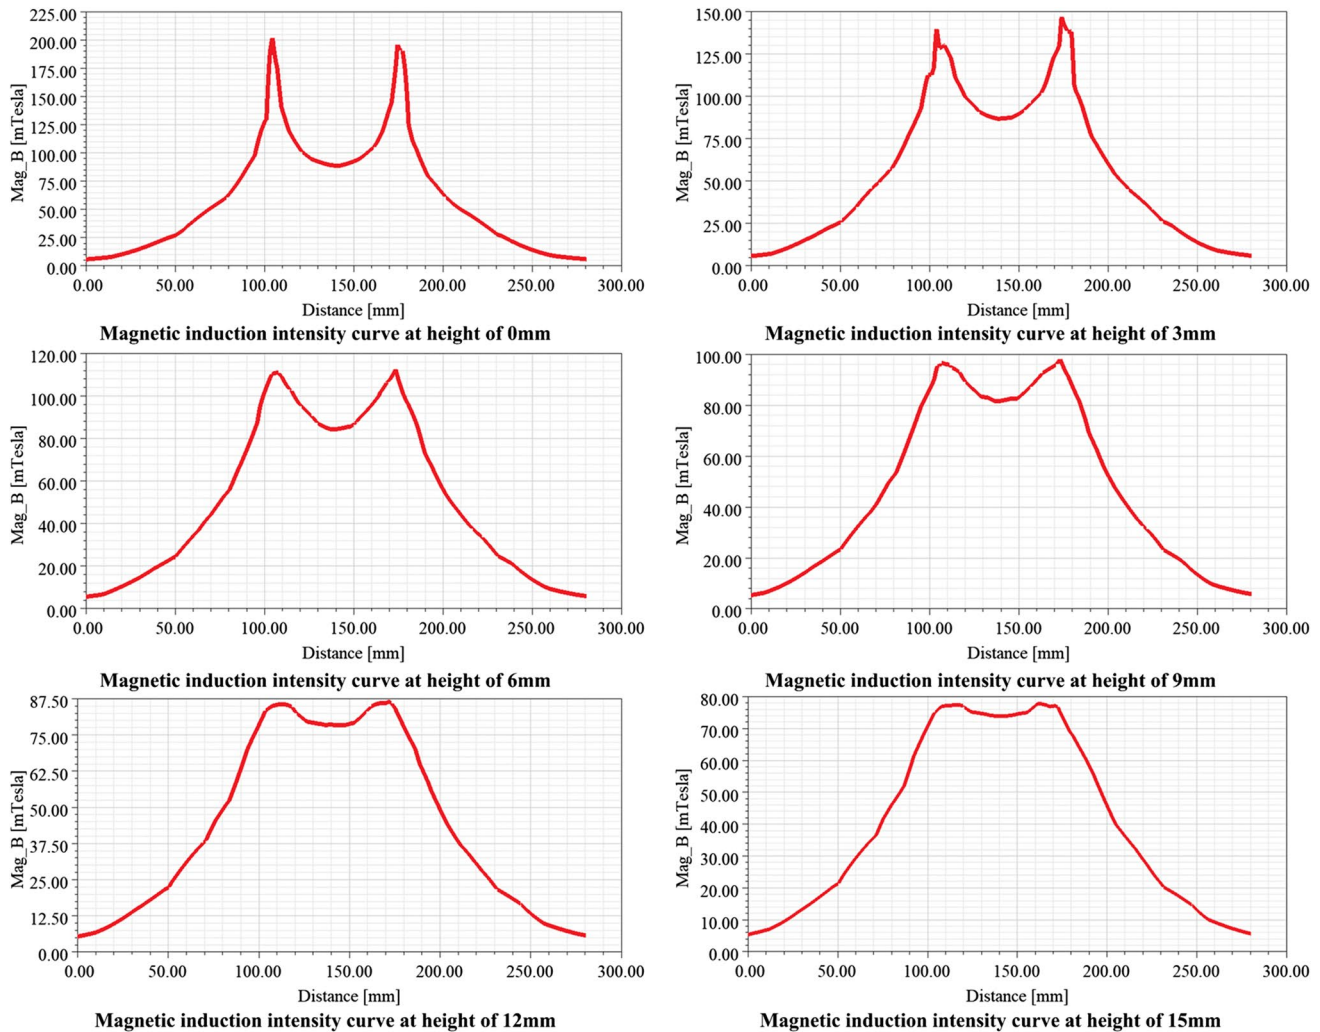 225.00
200.00
175.00
150.00
125.00
100.00
75.00
50.00
25.00
0.00
Mag_B [mTesla]
0.00 50.00 100.00 150.00 200.00 250.00 300.00
Distance [mm]
Magnetic induction intensity curve at height of 0mm
150.00
125.00
100.00
75.00
50.00
25.00
0.00
Mag_B [mTesla]
0.00 50.00 100.00 150.00 200.00 250.00 300.00
Distance [mm]
Magnetic induction intensity curve at height of 3mm
120.00
100.00
80.00
60.00
40.00
20.00
0.00
Mag_B [mTesla]
0.00 50.00 100.00 150.00 200.00 250.00 300.00
Distance [mm]
Magnetic induction intensity curve at height of 6mm
100.00
80.00
60.00
40.00
20.00
0.00
Mag_B [mTesla]
0.00 50.00 100.00 150.00 200.00 250.00 300.00
Distance [mm]
Magnetic induction intensity curve at height of 9mm
87.50
75.00
62.50
50.00
37.50
25.00
12.50
0.00
Mag_B [mTesla]
0.00 50.00 100.00 150.00 200.00 250.00 300.00
Distance [mm]
Magnetic induction intensity curve at height of 12mm
80.00
70.00
60.00
50.00
40.00
30.00
20.00
10.00
0.00
Mag_B [mTesla]
0.00 50.00 100.00 150.00 200.00 250.00 300.00
Distance [mm]
Magnetic induction intensity curve at height of 15mm